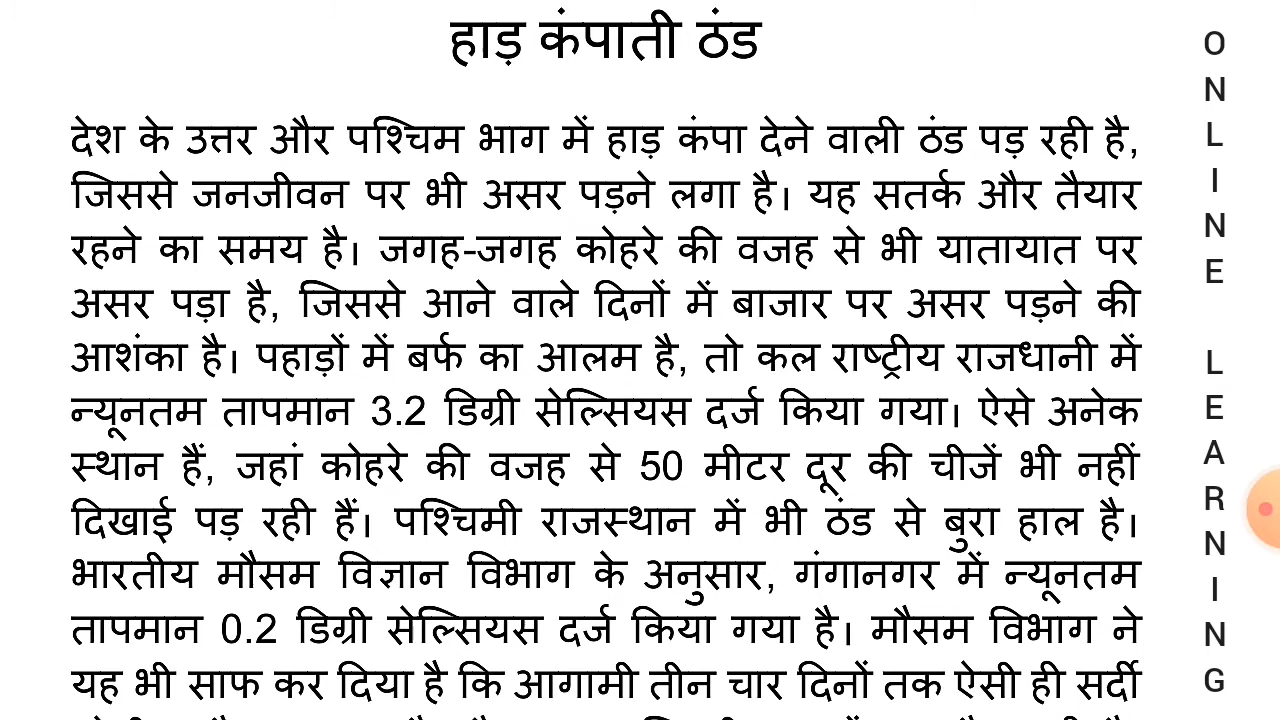 हाड़ कंपाती ठंड
देश के उत्तर और पश्चिम भाग में हाड़ कंपा देने वाली ठंड पड़ रही है,
जिससे जनजीवन पर भी असर पड़ने लगा है। यह सतर्क और तैयार
रहने का समय है। जगह-जगह कोहरे की वजह से भी यातायात पर
असर पड़ा है, जिससे आने वाले दिनों में बाजार पर असर पड़ने की
आशंका है। पहाड़ों में बर्फ का आलम है, तो कल राष्ट्रीय राजधानी में
न्यूनतम तापमान 3.2 डिग्री सेल्सियस दर्ज किया गया। ऐसे अनेक
स्थान हैं, जहां कोहरे की वजह से 50 मीटर दूर की चीजें भी नहीं
दिखाई पड़ रही हैं। पश्चिमी राजस्थान में भी ठंड से बुरा हाल है।
भारतीय मौसम विज्ञान विभाग के अनुसार, गंगानगर में न्यूनतम
तापमान 0.2 डिग्री सेल्सियस दर्ज किया गया है। मौसम विभाग ने
यह भी साफ कर दिया है कि आगामी तीन चार दिनों तक ऐसी ही सर्दी
ONLINE LEARNING